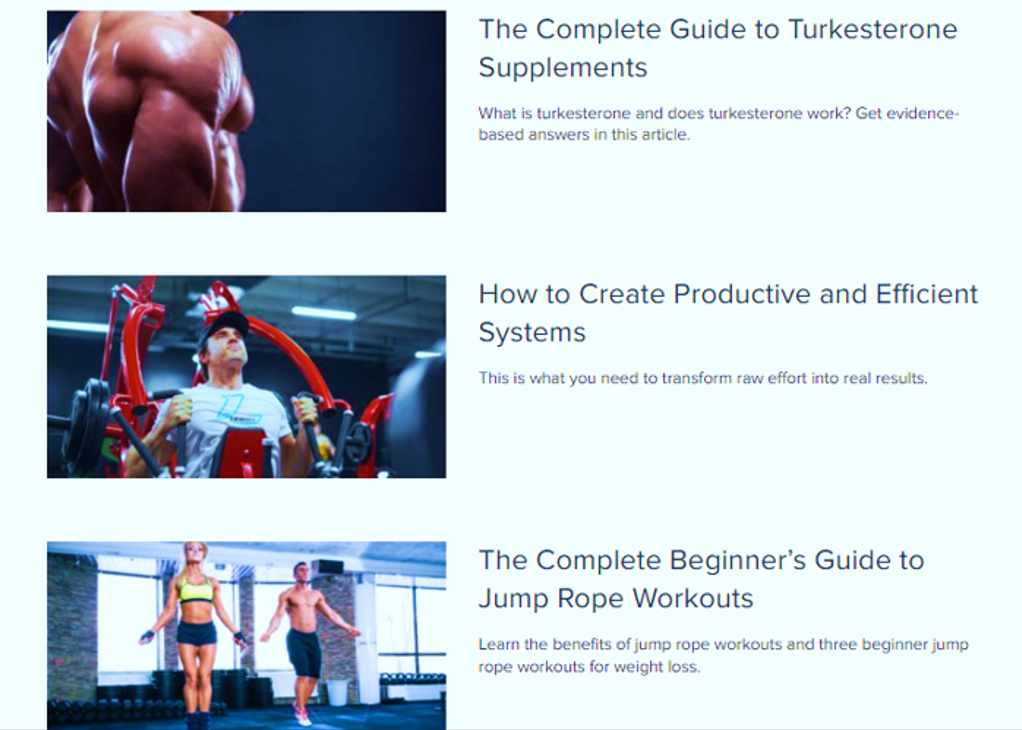 The Complete Guide to Turkesterone
Supplements
What is turkesterone and does turkesterone work? Get evidence-
based answers in this article.
How to Create Productive and Efficient
Systems
This is what you need to transform raw effort into real results.
The Complete Beginner’s Guide to
Jump Rope Workouts
Learn the benefits of jump rope workouts and three beginner jump
rope workouts for weight loss.